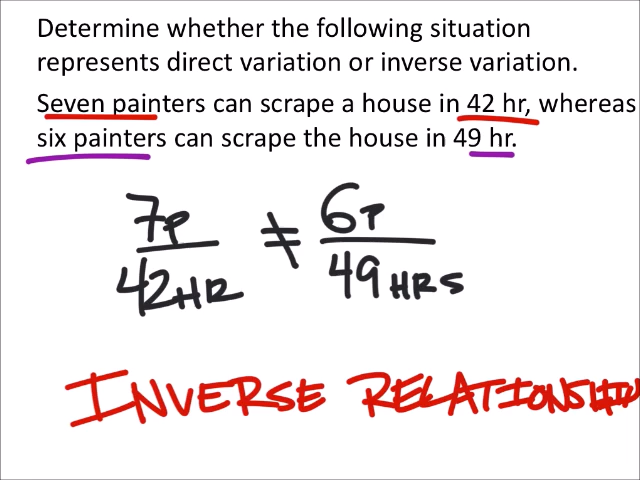 Determine whether the following situation
represents direct variation or inverse variation.
Seven painters can scrape a house in 42 hr, whereas
six painters can scrape the house in 49 hr.
7P ≠ 6P
42HR 49HRS
INVERSE RELATIONSHIP